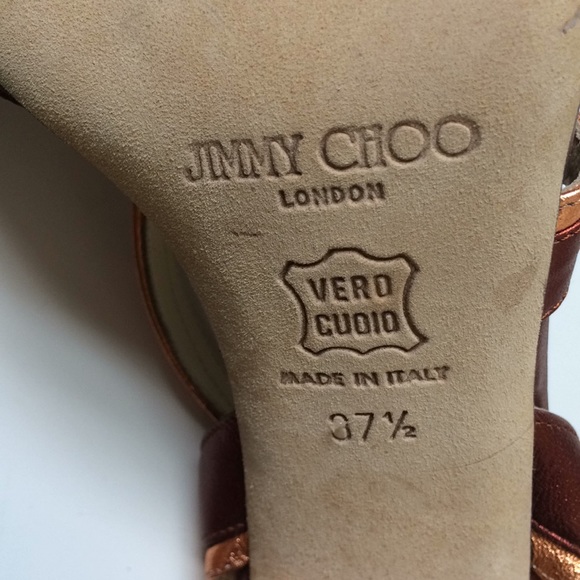 JIMMY CHOO
LONDON
VERO
CUOIO
MADE IN ITALY
37½